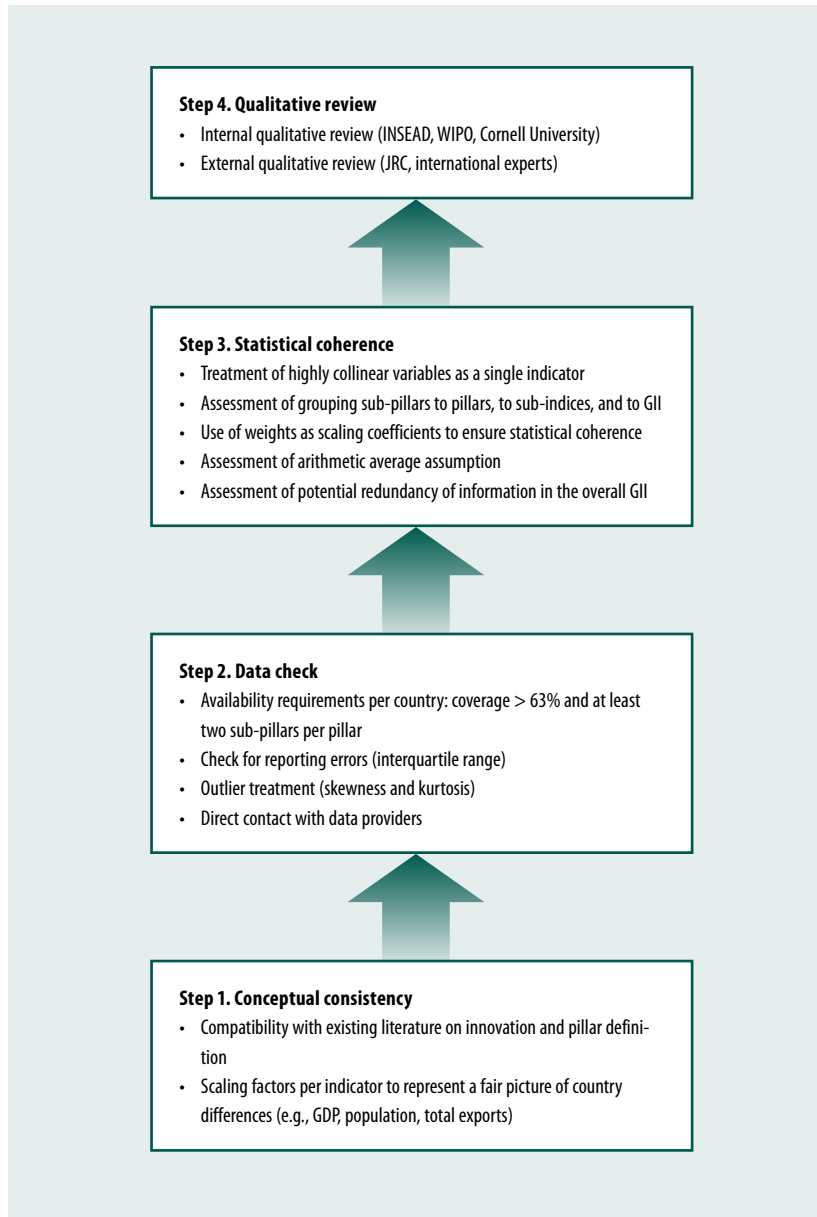 Step 4. Qualitative review
• Internal qualitative review (INSEAD, WIPO, Cornell University)
• External qualitative review (JRC, international experts)
Step 3. Statistical coherence
• Treatment of highly collinear variables as a single indicator
• Assessment of grouping sub-pillars to pillars, to sub-indices, and to GII
• Use of weights as scaling coefficients to ensure statistical coherence
• Assessment of arithmetic average assumption
• Assessment of potential redundancy of information in the overall GII
Step 2. Data check
• Availability requirements per country: coverage > 63% and at least
two sub-pillars per pillar
• Check for reporting errors (interquartile range)
• Outlier treatment (skewness and kurtosis)
• Direct contact with data providers
Step 1. Conceptual consistency
• Compatibility with existing literature on innovation and pillar defini-
tion
• Scaling factors per indicator to represent a fair picture of country
differences (e.g., GDP, population, total exports)